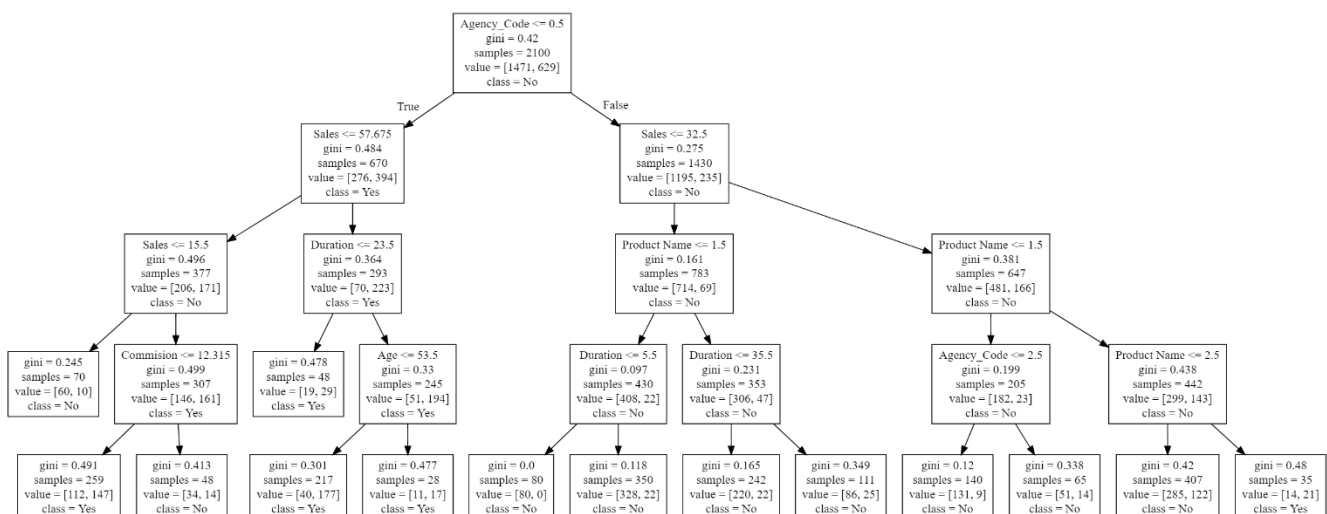 Agency_Code <= 0.5
gini = 0.42
samples = 2100
value = [1471, 629]
class = No
True
False
Sales <= 57.675
gini = 0.484
samples = 670
value = [276, 394]
class = Yes
Sales <= 32.5
gini = 0.275
samples = 1430
value = [1195, 235]
class = No
Sales <= 15.5
gini = 0.496
samples = 377
value = [206, 171]
class = No
Duration <= 23.5
gini = 0.364
samples = 293
value = [70, 223]
class = Yes
Product Name <= 1.5
gini = 0.161
samples = 783
value = [714, 69]
class = No
Product Name <= 1.5
gini = 0.381
samples = 647
value = [481, 166]
class = No
gini = 0.245
samples = 70
value = [60, 10]
class = No
Commision <= 12.315
gini = 0.499
samples = 307
value = [146, 161]
class = Yes
gini = 0.478
samples = 48
value = [19, 29]
class = Yes
Age <= 53.5
gini = 0.33
samples = 245
value = [51, 194]
class = Yes
Duration <= 5.5
gini = 0.097
samples = 430
value = [408, 22]
class = No
Duration <= 35.5
gini = 0.231
samples = 353
value = [306, 47]
class = No
Agency_Code <= 2.5
gini = 0.199
samples = 205
value = [182, 23]
class = No
Product Name <= 2.5
gini = 0.438
samples = 442
value = [299, 143]
class = No
gini = 0.491
samples = 259
value = [112, 147]
class = Yes
gini = 0.413
samples = 48
value = [34, 14]
class = No
gini = 0.301
samples = 217
value = [40, 177]
class = Yes
gini = 0.477
samples = 28
value = [11, 17]
class = Yes
gini = 0.0
samples = 80
value = [80, 0]
class = No
gini = 0.118
samples = 350
value = [328, 22]
class = No
gini = 0.165
samples = 242
value = [220, 22]
class = No
gini = 0.349
samples = 111
value = [86, 25]
class = No
gini = 0.12
samples = 140
value = [131, 9]
class = No
gini = 0.338
samples = 65
value = [51, 14]
class = No
gini = 0.42
samples = 407
value = [285, 122]
class = No
gini = 0.48
samples = 35
value = [14, 21]
class = Yes